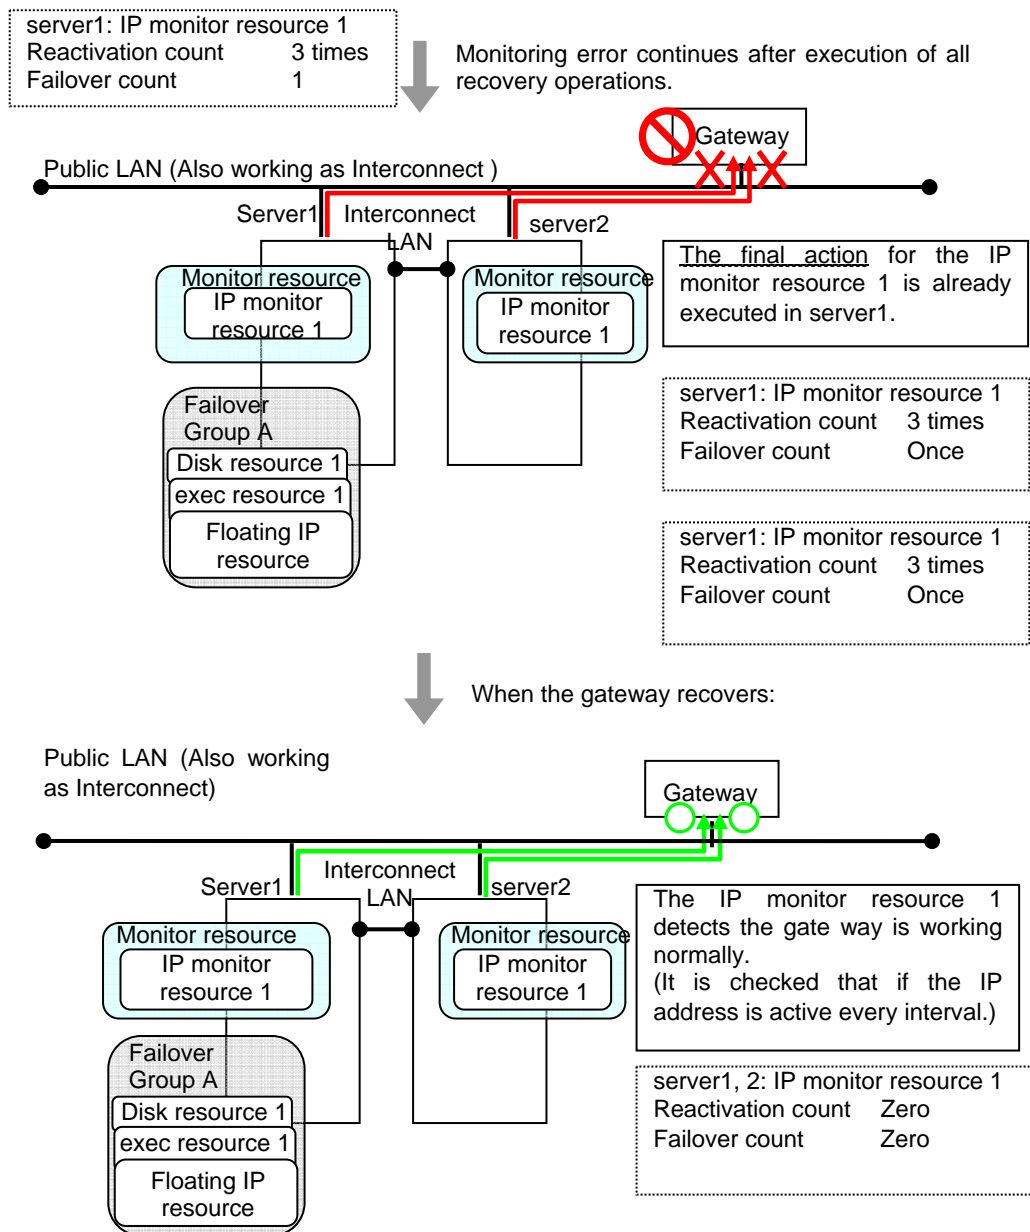 server1: IP monitor resource 1
Reactivation count 3 times
Failover count 1
Monitoring error continues after execution of all
recovery operations.
Gateway
Public LAN (Also working as Interconnect )
Server1
Interconnect
LAN
server2
Monitor resource
IP monitor
resource 1
Monitor resource
IP monitor
resource 1
The final action for the IP
monitor resource 1 is already
executed in server1.
Failover
Group A
Disk resource 1
exec resource 1
Floating IP
resource
server1: IP monitor resource 1
Reactivation count 3 times
Failover count Once
server1: IP monitor resource 1
Reactivation count 3 times
Failover count Once
When the gateway recovers:
Public LAN (Also working
as Interconnect)
Gateway
Server1
Interconnect
LAN
server2
Monitor resource
IP monitor
resource 1
Monitor resource
IP monitor
resource 1
The IP monitor resource 1
detects the gate way is working
normally.
(It is checked that if the IP
address is active every interval.)
Failover
Group A
Disk resource 1
exec resource 1
Floating IP
resource
server1, 2: IP monitor resource 1
Reactivation count Zero
Failover count Zero